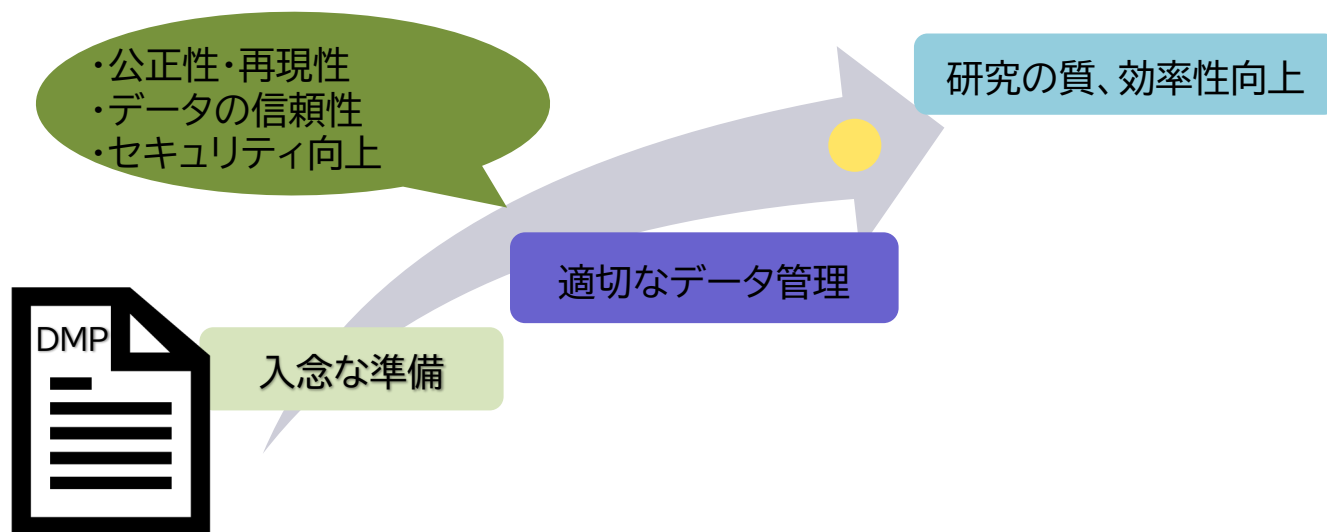 ・公正性・再現性
・データの信頼性
・セキュリティ向上
研究の質、効率性向上
適切なデータ管理
DMP
入念な準備